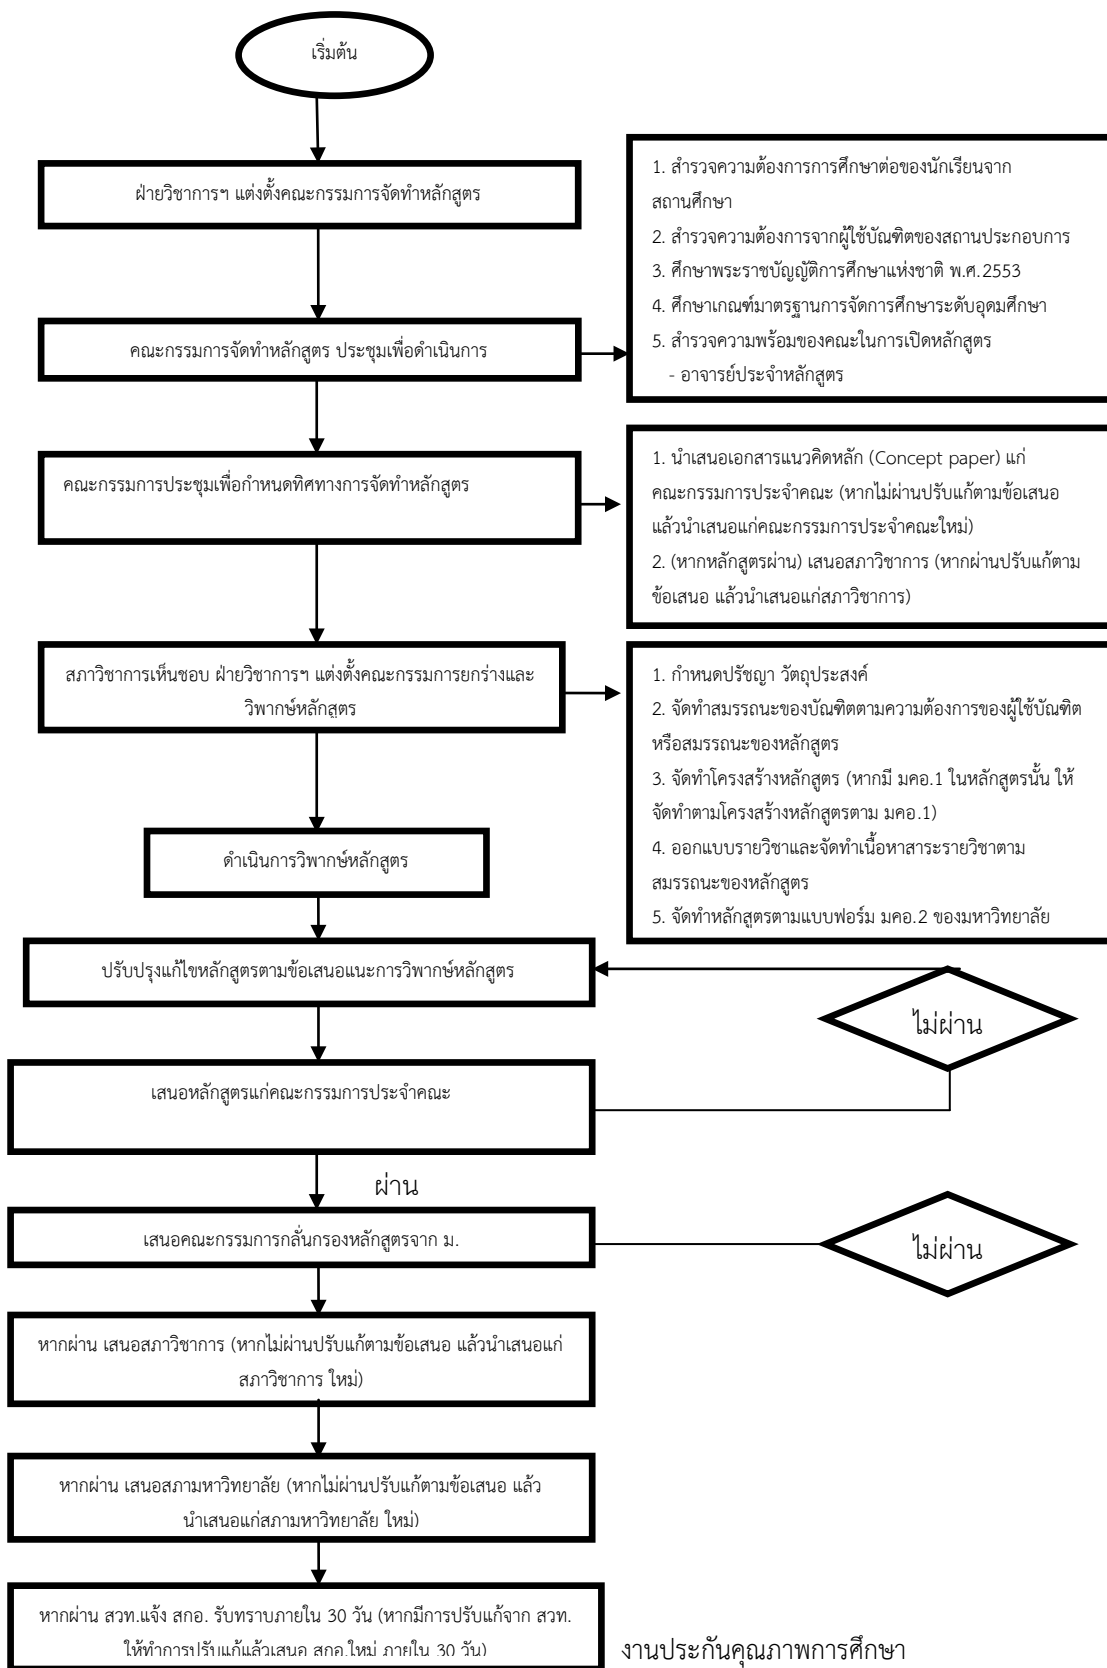 เริ่มต้น
ฝ่ายวิชาการฯ แต่งตั้งคณะกรรมการจัดทำหลักสูตร
1. สำรวจความต้องการการศึกษาต่อของนักเรียนจาก
สถานศึกษา
2. สำรวจความต้องการจากผู้ใช้บัณฑิตของสถานประกอบการ
3. ศึกษาพระราชบัญญัติการศึกษาแห่งชาติ พ.ศ.2553
4. ศึกษาเกณฑ์มาตรฐานการจัดการศึกษาระดับอุดมศึกษา
5. สำรวจความพร้อมของคณะในการเปิดหลักสูตร
- อาจารย์ประจำหลักสูตร
คณะกรรมการจัดทำหลักสูตร ประชุมเพื่อดำเนินการ
คณะกรรมการประชุมเพื่อกำหนดทิศทางการจัดทำหลักสูตร
1. นำเสนอเอกสารแนวคิดหลัก (Concept paper) แก่
คณะกรรมการประจำคณะ (หากไม่ผ่านปรับแก้ตามข้อเสนอ
แล้วนำเสนอแก่คณะกรรมการประจำคณะใหม่)
2. (หากหลักสูตรผ่าน) เสนอสภาวิชาการ (หากผ่านปรับแก้ตาม
ข้อเสนอ แล้วนำเสนอแก่สภาวิชาการ)
สภาวิชาการเห็นชอบ ฝ่ายวิชาการฯ แต่งตั้งคณะกรรมการยกร่างและ
วิพากษ์หลักสูตร
1. กำหนดปรัชญา วัตถุประสงค์
2. จัดทำสมรรถนะของบัณฑิตตามความต้องการของผู้ใช้บัณฑิต
หรือสมรรถนะของหลักสูตร
3. จัดทำโครงสร้างหลักสูตร (หากมี มคอ.1 ในหลักสูตรนั้น ให้
จัดทำตามโครงสร้างหลักสูตรตาม มคอ.1)
4. ออกแบบรายวิชาและจัดทำเนื้อหาสาระรายวิชาตาม
สมรรถนะของหลักสูตร
5. จัดทำหลักสูตรตามแบบฟอร์ม มคอ.2 ของมหาวิทยาลัย
ดำเนินการวิพากษ์หลักสูตร
ปรับปรุงแก้ไขหลักสูตรตามข้อเสนอแนะการวิพากษ์หลักสูตร
ไม่ผ่าน
เสนอหลักสูตรแก่คณะกรรมการประจำคณะ
ผ่าน
เสนอคณะกรรมการกลั่นกรองหลักสูตรจาก ม.
ไม่ผ่าน
หากผ่าน เสนอสภาวิชาการ (หากไม่ผ่านปรับแก้ตามข้อเสนอ แล้วนำเสนอแก่
สภาวิชาการ ใหม่)
หากผ่าน เสนอสภามหาวิทยาลัย (หากไม่ผ่านปรับแก้ตามข้อเสนอ แล้ว
นำเสนอแก่สภามหาวิทยาลัย ใหม่)
หากผ่าน สวท.แจ้ง สกอ. รับทราบภายใน 30 วัน (หากมีการปรับแก้จาก สวท.
ให้ทำการปรับแก้แล้วเสนอ สกอ.ใหม่ ภายใน 30 วัน)
งานประกันคุณภาพการศึกษา